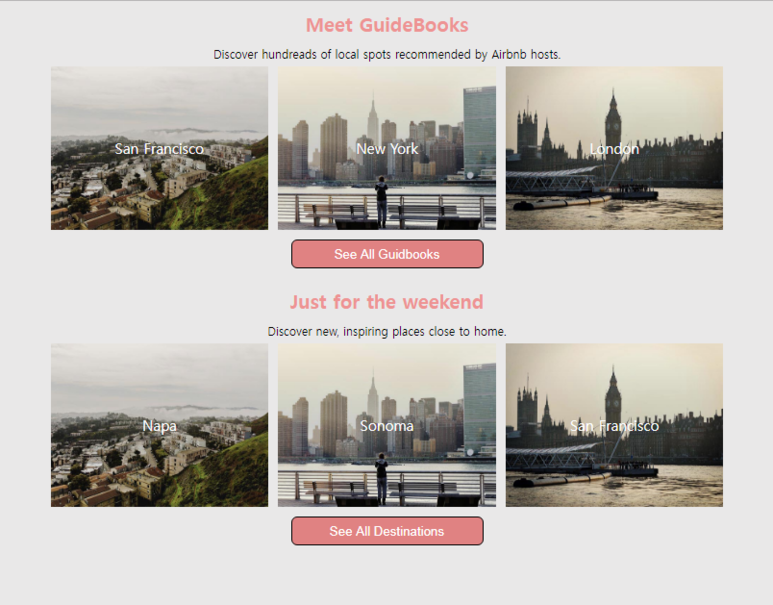 Meet GuideBooks
Discover hundreads of local spots recommended by Airbnb hosts.
San Francisco
New York
London
See All Guidbooks
Just for the weekend
Discover new, inspiring places close to home.
Napa
Sonoma
San Francisco
See All Destinations